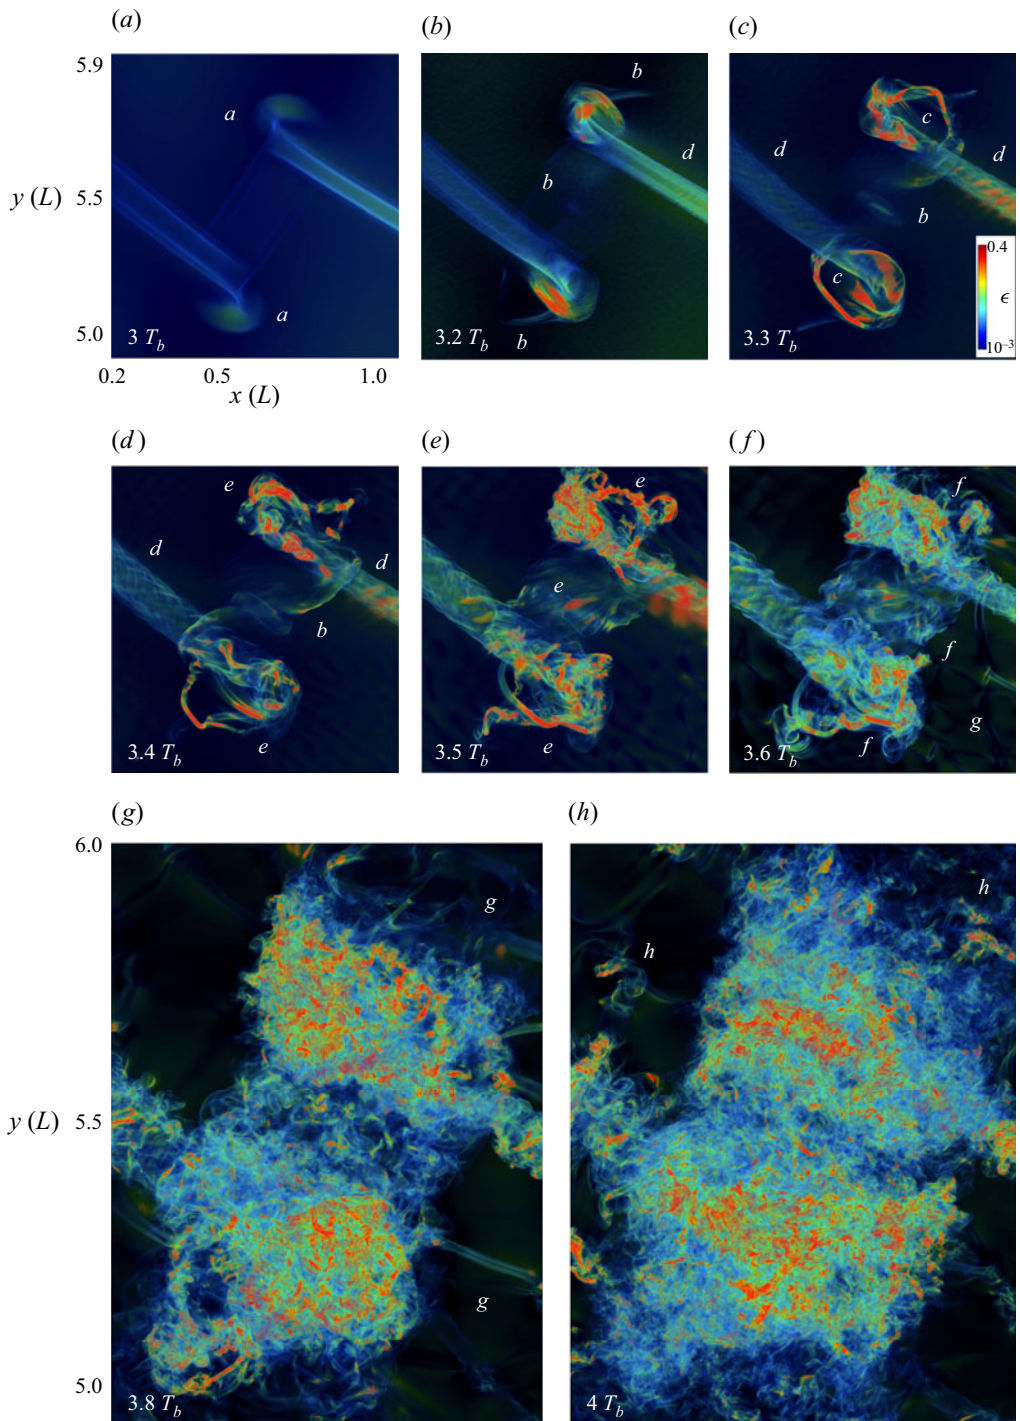 (a)
(b)
(c)
5.9
y (L)
5.5
5.0
a
a
3 T_b
0.2
0.5
1.0
x (L)
b
d
b
b
3.2 T_b
c
d
d
b
c
0.4
ϵ
10⁻³
3.3 T_b
(d)
(e)
(f)
e
d
d
b
e
3.4 T_b
e
e
e
3.5 T_b
f
f
g
f
3.6 T_b
(g)
(h)
6.0
y (L)
5.5
5.0
g
g
3.8 T_b
h
h
4 T_b